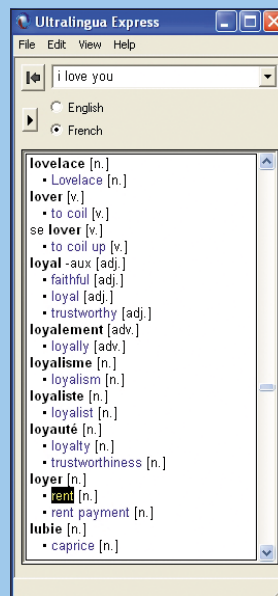 Ultralingua Express
File Edit View Help
i love you
English
French
lovelace [n.]
▪ Lovelace [n.]
lover [v.]
▪ to coil [v.]
se lover [v.]
▪ to coil up [v.]
loyal -aux [adj.]
▪ faithful [adj.]
▪ loyal [adj.]
▪ trustworthy [adj.]
loyalement [adv.]
▪ loyally [adv.]
loyalisme [n.]
▪ loyalism [n.]
loyaliste [n.]
▪ loyalist [n.]
loyauté [n.]
▪ loyalty [n.]
▪ trustworthiness [n.]
loyer [n.]
▪ rent [n.]
▪ rent payment [n.]
lubie [n.]
▪ caprice [n.]